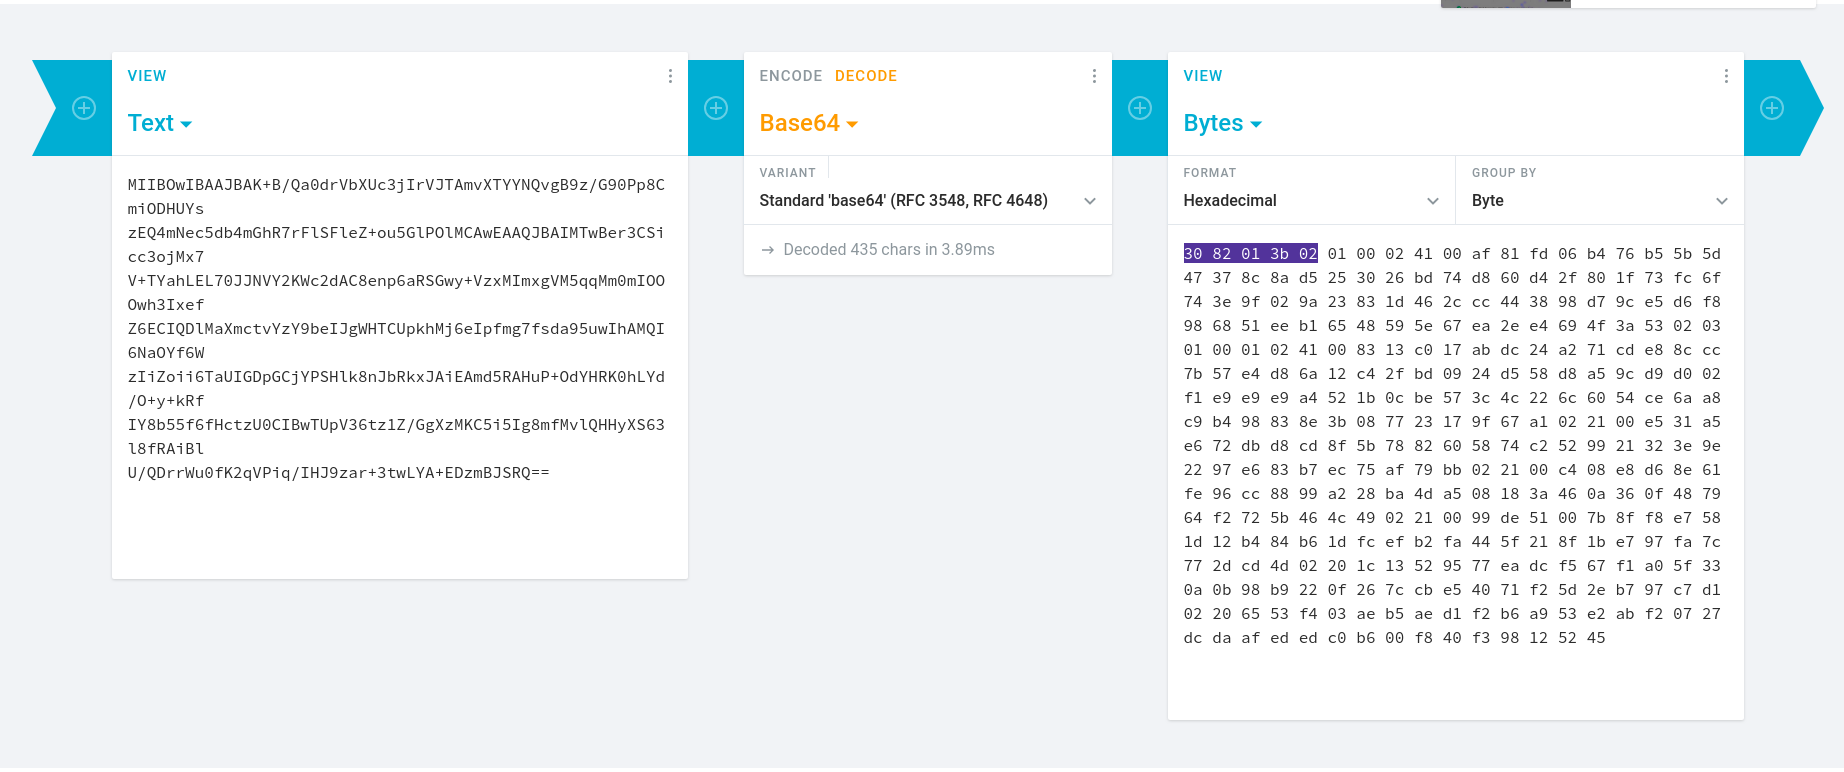 VIEW
Text
MIIBOwIBAAJBAK+B/Qa0drVbXUc3jIrVJTAmvXTYYNQvgB9z/G90Pp8C
miODHUYs
zEQ4mNec5db4mGhR7rFlSFleZ+ou5GlPOlMCAwEAAQJBAIMTwBer3CSi
cc3ojMx7
V+TYahLEL70JJNVY2KWc2dAC8enp6aRSGwy+VzxMImxgVM5qqMm0mIOO
Owh3Ixef
Z6ECIQDlMaXmctvYzY9beIJgWHTCUpkhMj6eIpfmg7fsda95uwIhAMQI
6NaOYf6W
zIiZoii6TaUIGDpGCjYPSHlk8nJbRkxJAiEAmd5RAHuP+OdYHRK0hLYd
/O+y+kRf
IY8b55f6fHctzU0CIBwTUpV36tz1Z/GgXzMKC5i5Ig8mfMvlQHHyXS63
l8fRAiBl
U/QDrrWu0fK2qVPiq/IHJ9zar+3twLYA+EDzmBJSRQ==
ENCODE DECODE
Base64
VARIANT
Standard 'base64' (RFC 3548, RFC 4648)
→ Decoded 435 chars in 3.89ms
VIEW
Bytes
FORMAT
Hexadecimal
GROUP BY
Byte
30 82 01 3b 02 01 00 02 41 00 af 81 fd 06 b4 76 b5 5b 5d
47 37 8c 8a d5 25 30 26 bd 74 d8 60 d4 2f 80 1f 73 fc 6f
74 3e 9f 02 9a 23 83 1d 46 2c cc 44 38 98 d7 9c e5 d6 f8
98 68 51 ee b1 65 48 59 5e 67 ea 2e e4 69 4f 3a 53 02 03
01 00 01 02 41 00 83 13 c0 17 ab dc 24 a2 71 cd e8 8c cc
7b 57 e4 d8 6a 12 c4 2f bd 09 24 d5 58 d8 a5 9c d9 d0 02
f1 e9 e9 e9 a4 52 1b 0c be 57 3c 4c 22 6c 60 54 ce 6a a8
c9 b4 98 83 8e 3b 08 77 23 17 9f 67 a1 02 21 00 e5 31 a5
e6 72 db d8 cd 8f 5b 78 82 60 58 74 c2 52 99 21 32 3e 9e
22 97 e6 83 b7 ec 75 af 79 bb 02 21 00 c4 08 e8 d6 8e 61
fe 96 cc 88 99 a2 28 ba 4d a5 08 18 3a 46 0a 36 0f 48 79
64 f2 72 5b 46 4c 49 02 21 00 99 de 51 00 7b 8f f8 e7 58
1d 12 b4 84 b6 1d fc ef b2 fa 44 5f 21 8f 1b e7 97 fa 7c
77 2d cd 4d 02 20 1c 13 52 95 77 ea dc f5 67 f1 a0 5f 33
0a 0b 98 b9 22 0f 26 7c cb e5 40 71 f2 5d 2e b7 97 c7 d1
02 20 65 53 f4 03 ae b5 ae d1 f2 b6 a9 53 e2 ab f2 07 27
dc da af ed ed c0 b6 00 f8 40 f3 98 12 52 45